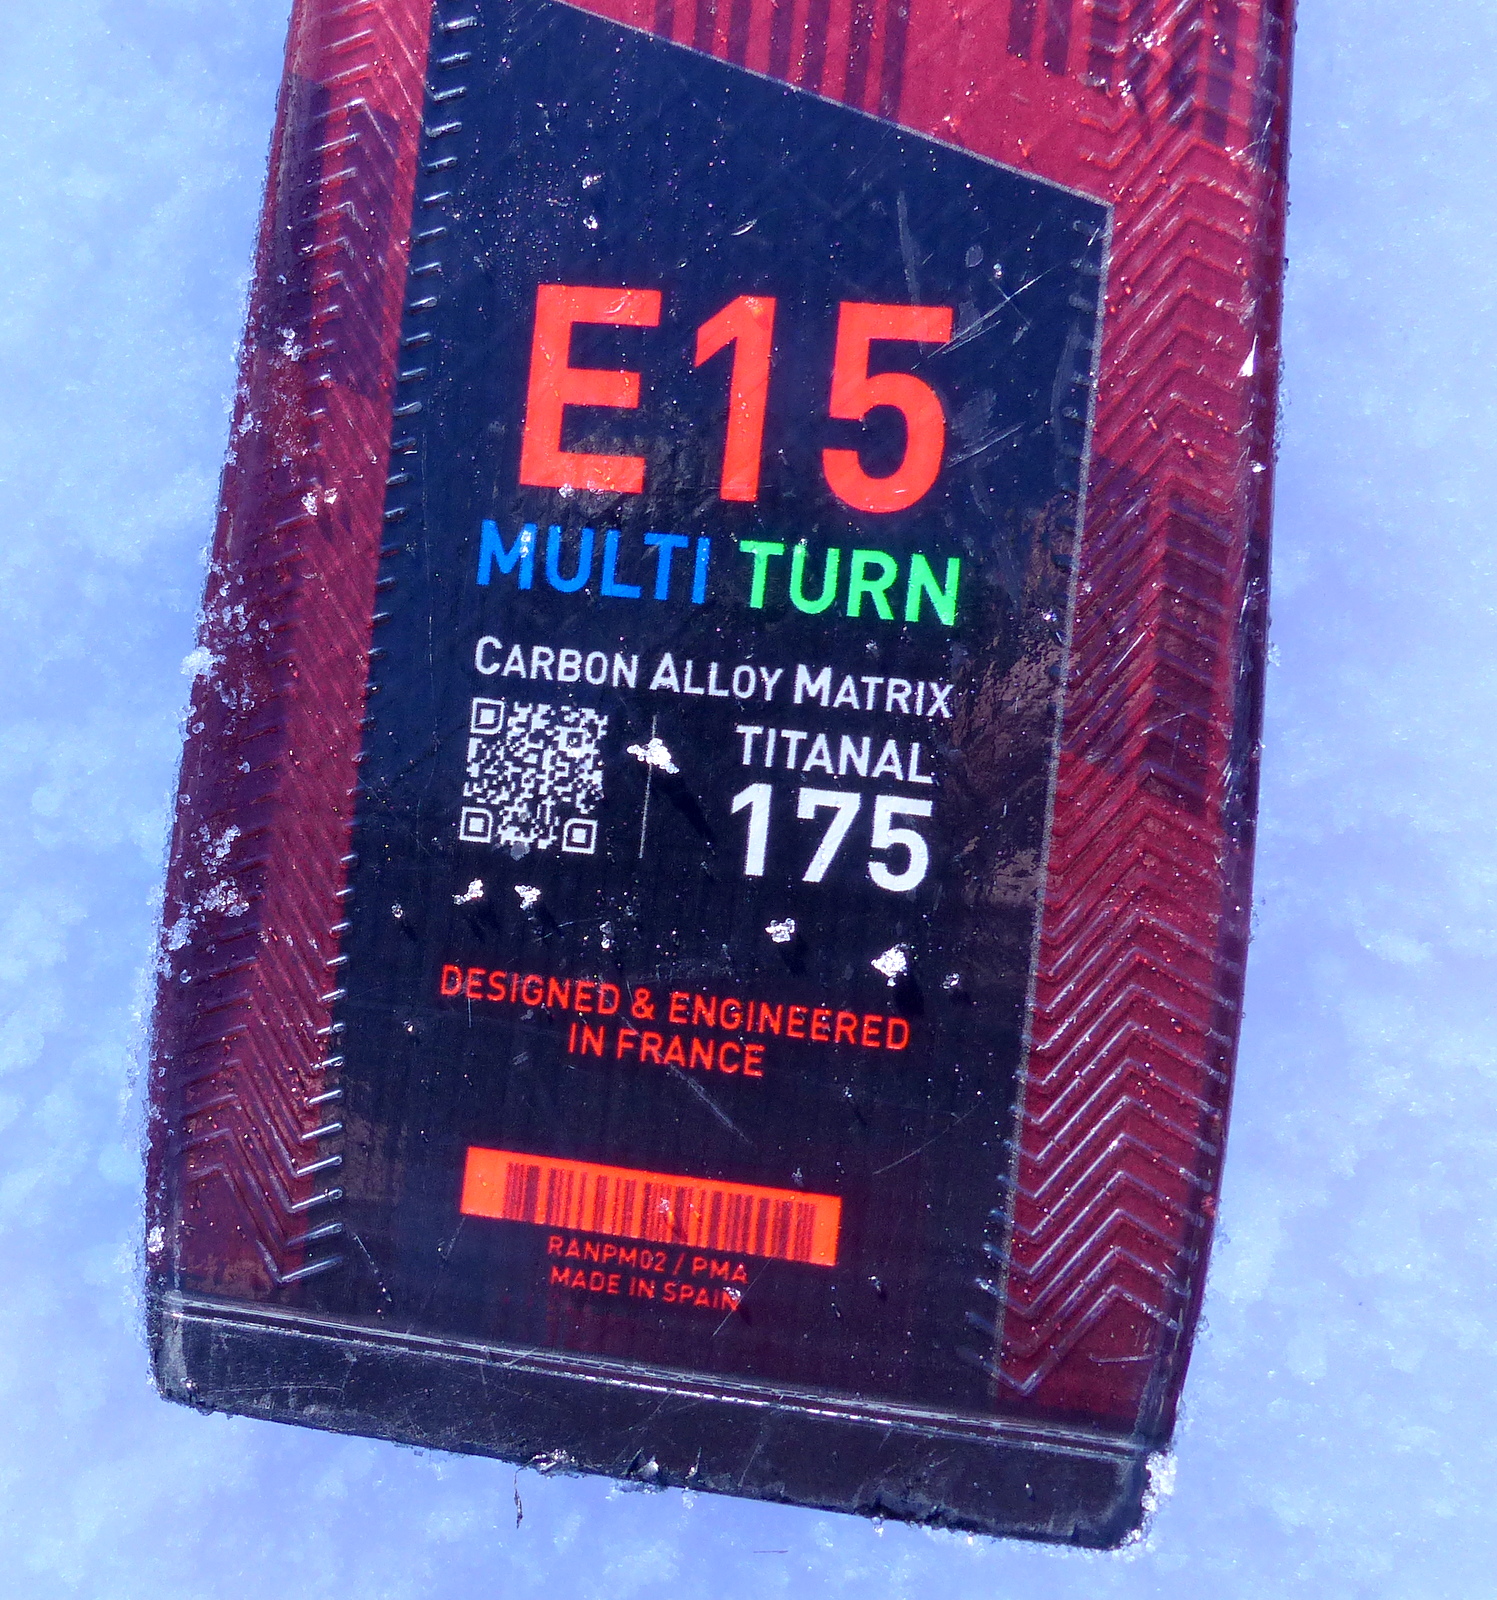 E15
MULTI TURN
CARBON ALLOY MATRIX
TITANAL
175
DESIGNED & ENGINEERED
IN FRANCE
RANPM02 / PMA
MADE IN SPAIN